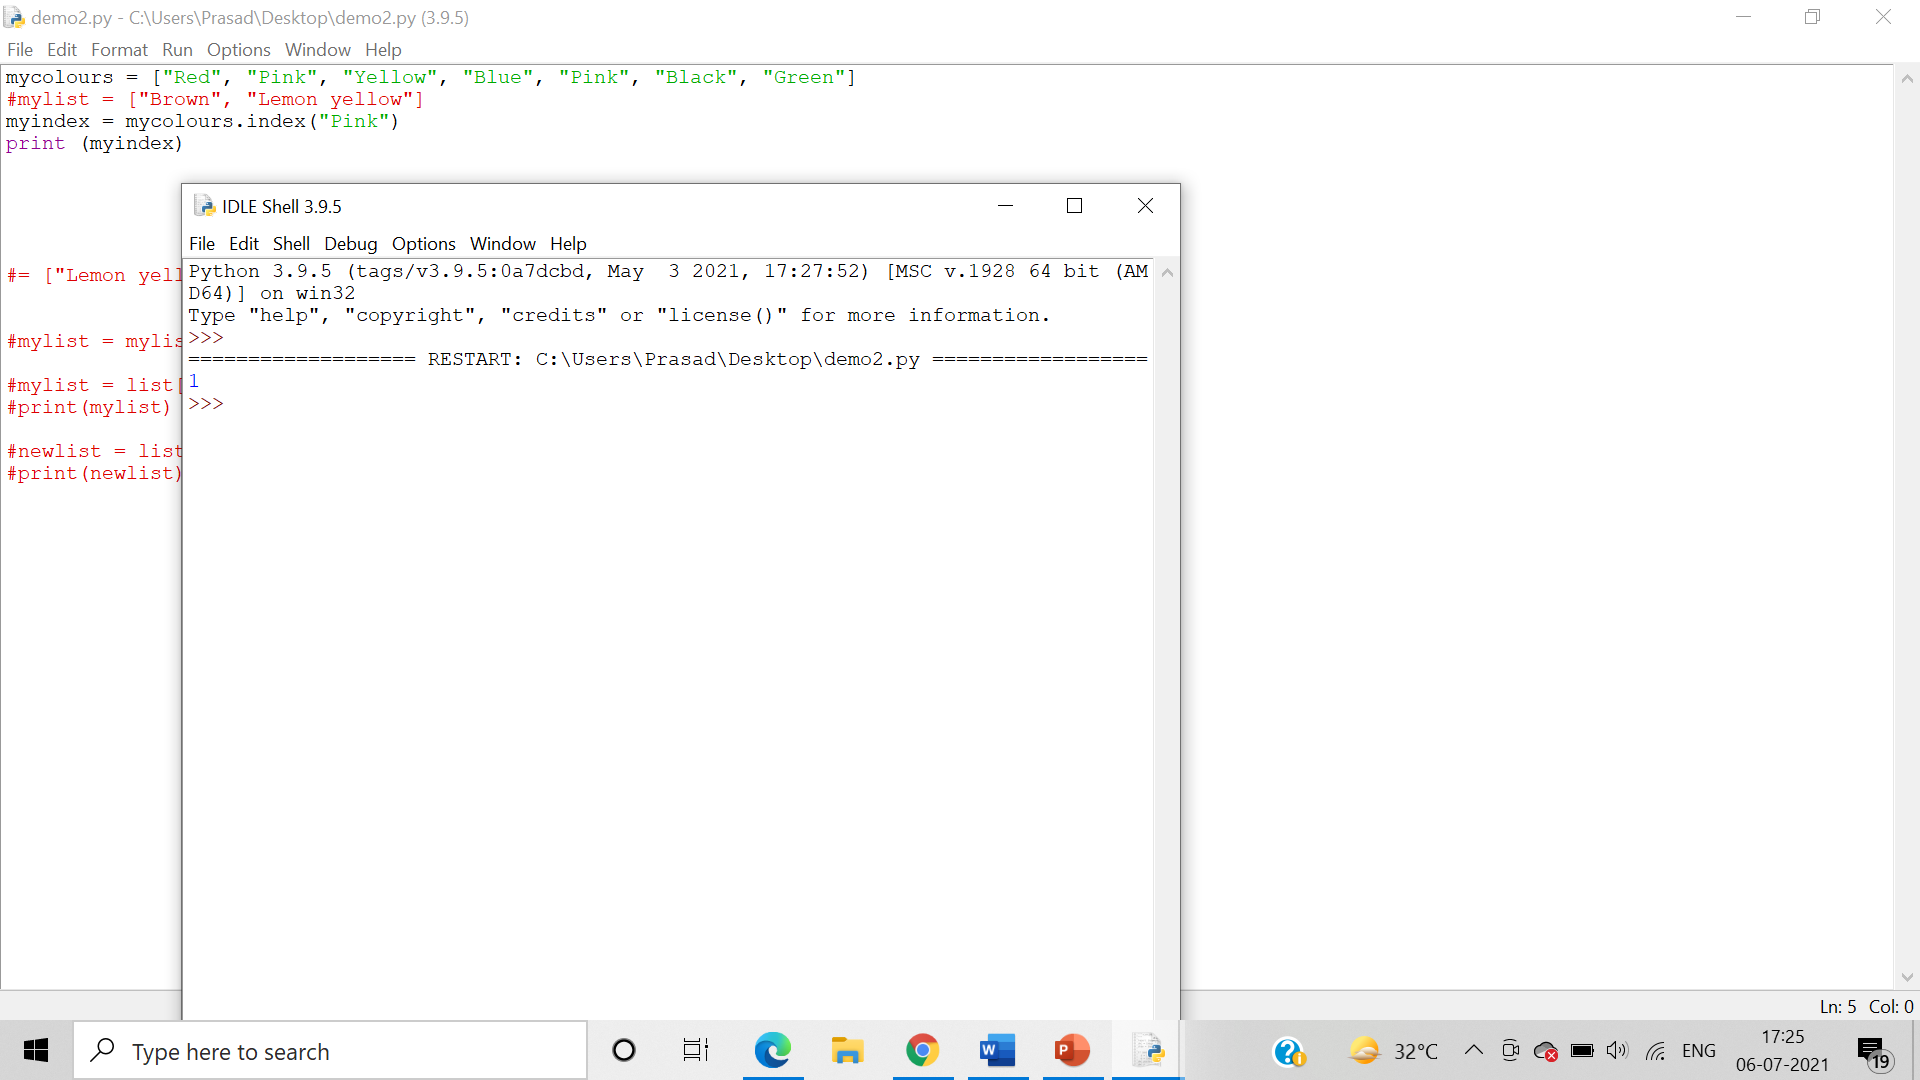 demo2.py - C:\Users\Prasad\Desktop\demo2.py (3.9.5)
File Edit Format Run Options Window Help
mycolours = ["Red", "Pink", "Yellow", "Blue", "Pink", "Black", "Green"]
#mylist = ["Brown", "Lemon yellow"]
myindex = mycolours.index("Pink")
print (myindex)
#= ["Lemon yell
#mylist = mylis
#mylist = list[
#print(mylist)
#newlist = list
#print(newlist)
IDLE Shell 3.9.5
File Edit Shell Debug Options Window Help
Python 3.9.5 (tags/v3.9.5:0a7dcbd, May  3 2021, 17:27:52) [MSC v.1928 64 bit (AM
D64)] on win32
Type "help", "copyright", "credits" or "license()" for more information.
>>>
=================== RESTART: C:\Users\Prasad\Desktop\demo2.py ==================
1
>>>
Ln: 5 Col: 0
Type here to search
W
P
32°C
ENG
17:25
06-07-2021
19